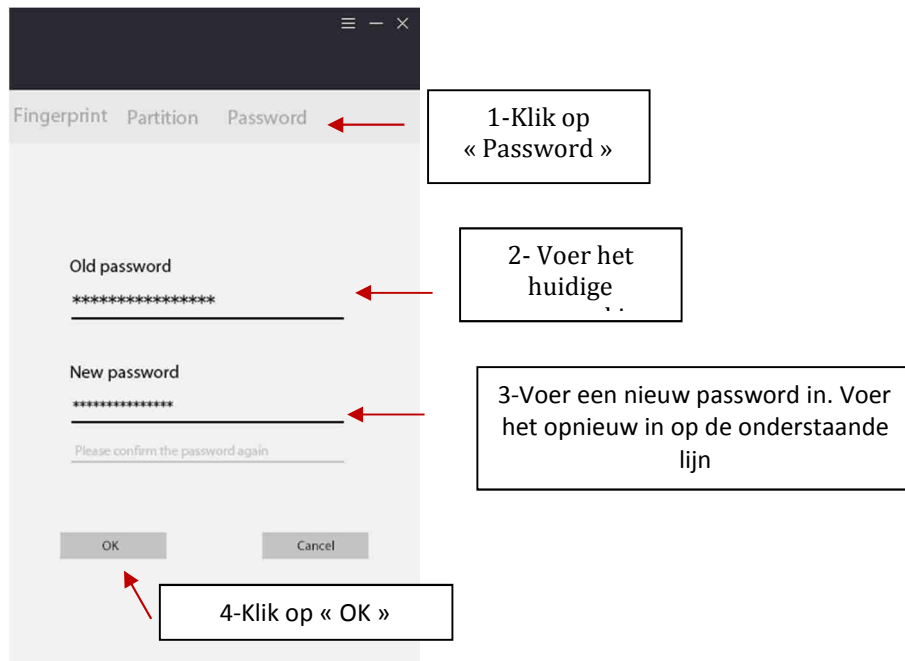 Fingerprint Partition Password
1-Klik op
« Password »
Old password
****************
2- Voer het
huidige
New password
***************
Please confirm the password again
3-Voer een nieuw password in. Voer
het opnieuw in op de onderstaande
lijn
OK Cancel
4-Klik op « OK »